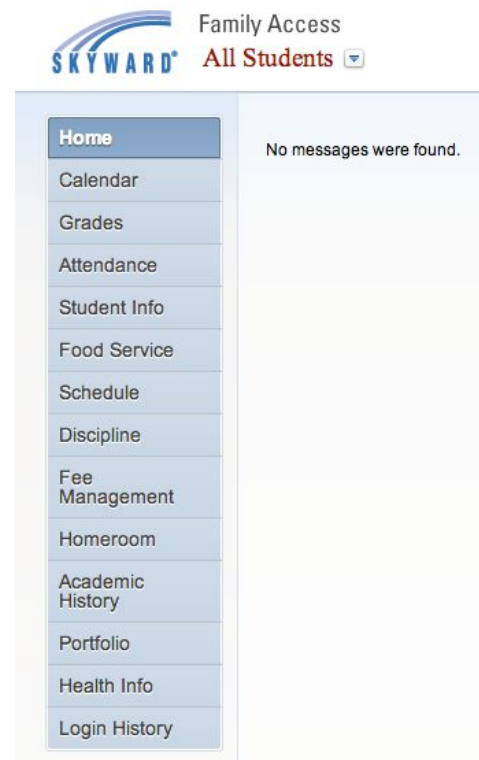 Family Access
SKYWARD®
All Students
Home
No messages were found.
Calendar
Grades
Attendance
Student Info
Food Service
Schedule
Discipline
Fee
Management
Homeroom
Academic
History
Portfolio
Health Info
Login History